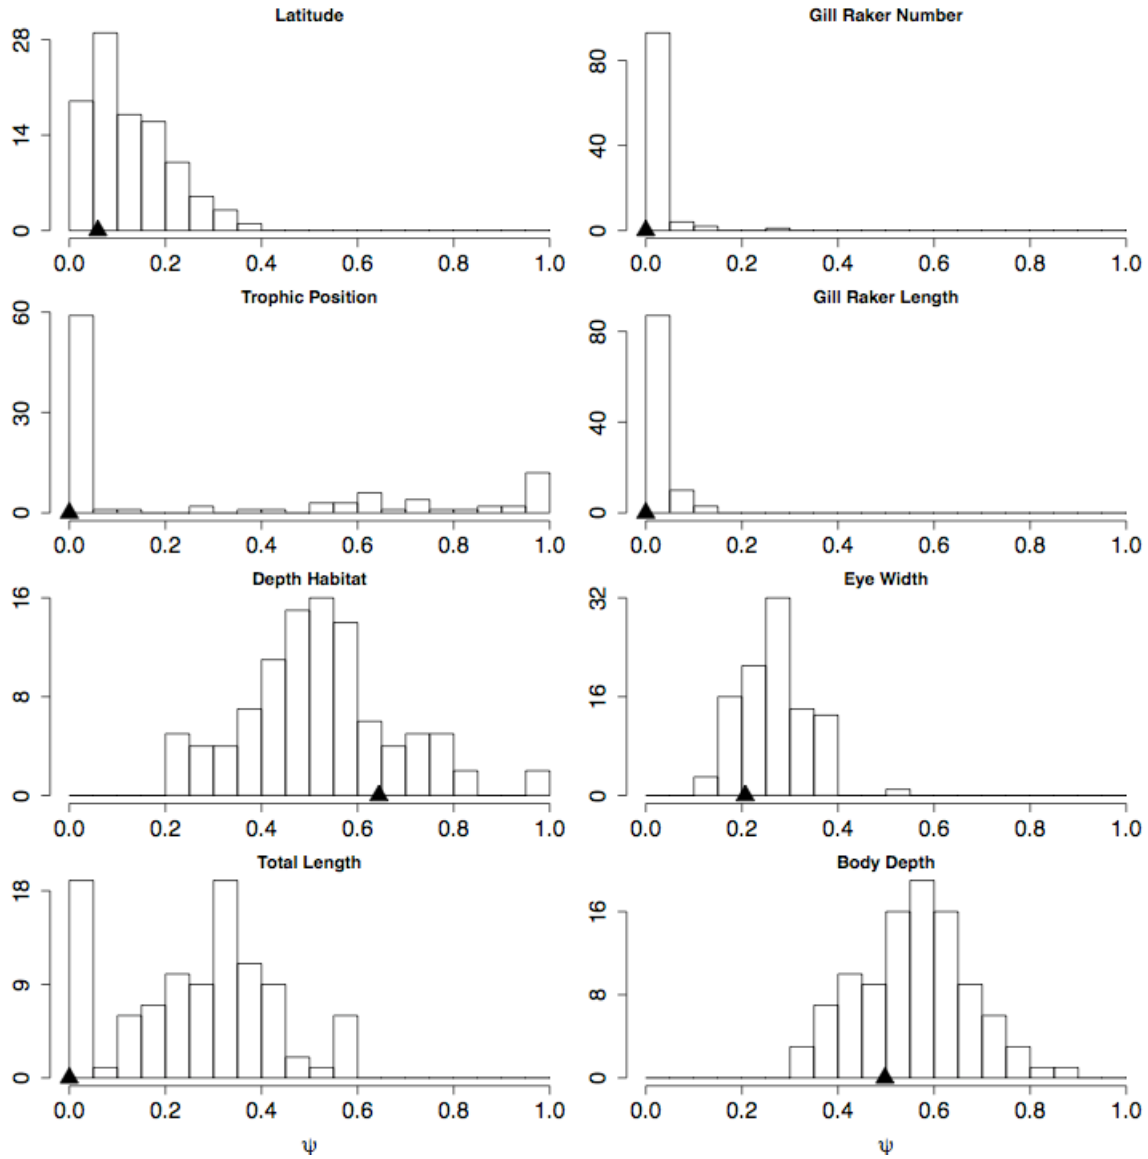 Latitude
28
14
0
0.0 0.2 0.4 0.6 0.8 1.0
Gill Raker Number
80
40
0
0.0 0.2 0.4 0.6 0.8 1.0
Trophic Position
60
30
0
0.0 0.2 0.4 0.6 0.8 1.0
Gill Raker Length
80
40
0
0.0 0.2 0.4 0.6 0.8 1.0
Depth Habitat
16
8
0
0.0 0.2 0.4 0.6 0.8 1.0
Eye Width
32
16
0
0.0 0.2 0.4 0.6 0.8 1.0
Total Length
18
9
0
0.0 0.2 0.4 0.6 0.8 1.0
ψ
Body Depth
16
8
0
0.0 0.2 0.4 0.6 0.8 1.0
ψ